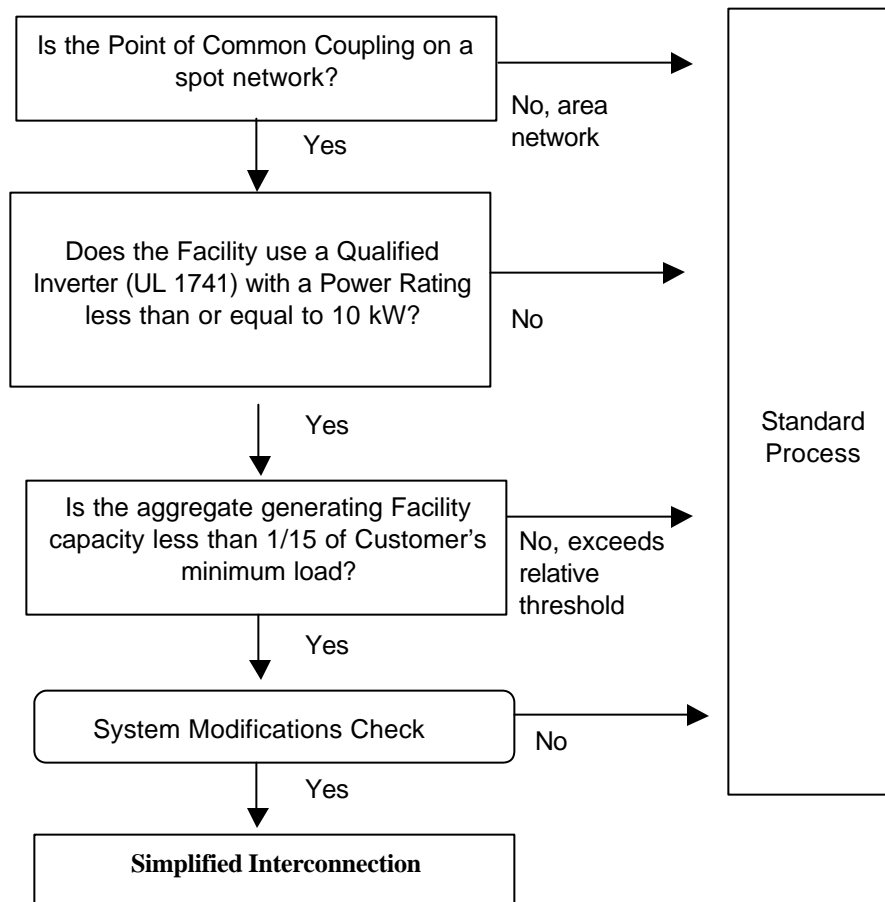 Is the Point of Common Coupling on a
spot network?
No, area
network
Yes
Does the Facility use a Qualified
Inverter (UL 1741) with a Power Rating
less than or equal to 10 kW?
No
Yes
Standard
Process
Is the aggregate generating Facility
capacity less than 1/15 of Customer’s
minimum load?
No, exceeds
relative
threshold
Yes
System Modifications Check
No
Yes
Simplified Interconnection